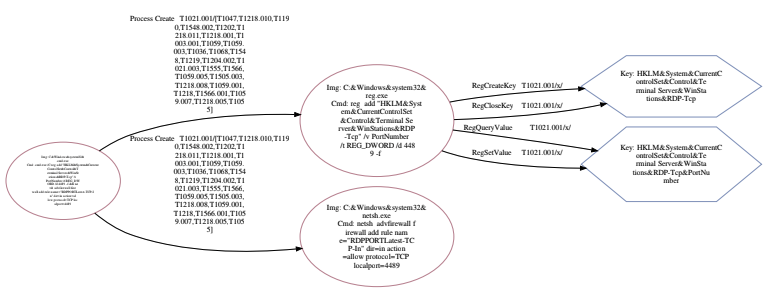 Process Create T1021.001/[T1047,T1218.010,T119
0,T1548.002,T1202,T1
218.011,T1218.001,T1
003.001,T1059,T1059.
003,T1036,T1068,T154
8,T1219,T1204.002,T1
021.003,T1555,T1566,
T1059.005,T1505.003,
T1218.008,T1059.001,
T1218,T1566.001,T105
9.007,T1218.005,T105
5]
Img: C:&Windows&system32&
reg.exe
Cmd: reg add "HKLM&Syst
em&CurrentControlSet
&Control&Terminal Se
rver&WinStations&RDP
-Tcp" /v PortNumber
/t REG_DWORD /d 448
9 -f
RegCreateKey T1021.001/x/
RegCloseKey T1021.001/x/
RegQueryValue T1021.001/x/
RegSetValue T1021.001/x/
Key: HKLM&System&CurrentC
ontrolSet&Control&Te
rminal Server&WinSta
tions&RDP-Tcp
Key: HKLM&System&CurrentC
ontrolSet&Control&Te
rminal Server&WinSta
tions&RDP-Tcp&PortNu
mber
Process Create T1021.001/[T1047,T1218.010,T119
0,T1548.002,T1202,T1
218.011,T1218.001,T1
003.001,T1059,T1059.
003,T1036,T1068,T154
8,T1219,T1204.002,T1
021.003,T1555,T1566,
T1059.005,T1505.003,
T1218.008,T1059.001,
T1218,T1566.001,T105
9.007,T1218.005,T105
5]
Img: C:&Windows&system32&
netsh.exe
Cmd: netsh advfirewall f
irewall add rule nam
e="RDPPORTLatest-TC
P-In" dir=in action
=allow protocol=TCP
localport=4489